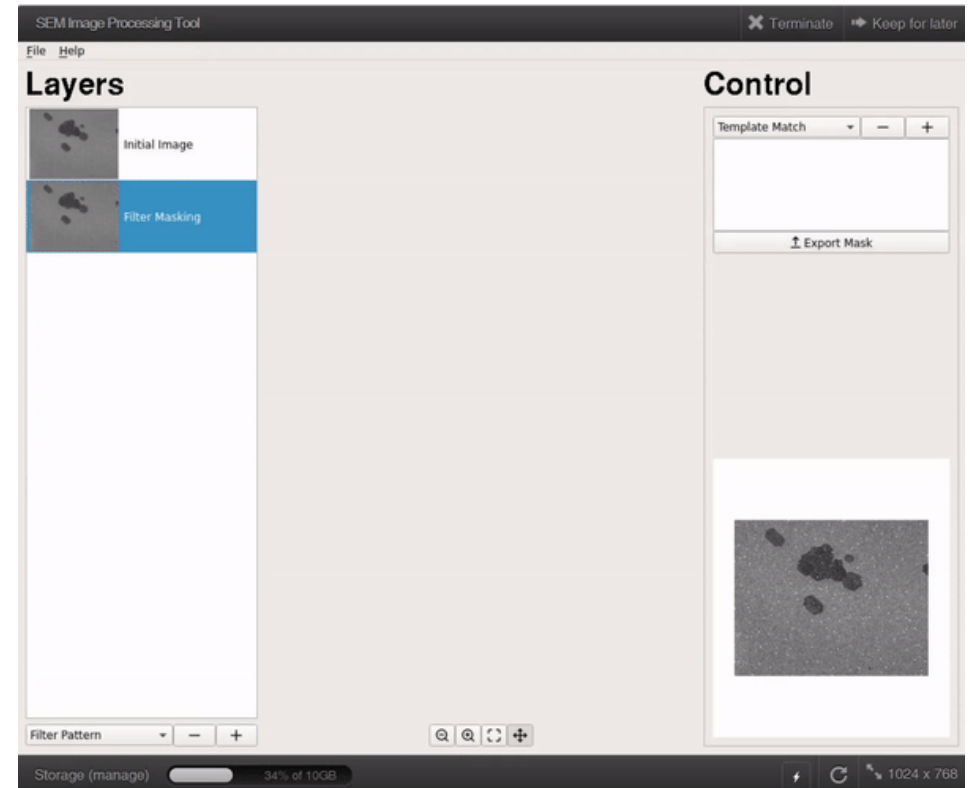 SEM Image Processing Tool
Terminate
Keep for later
File Help
Layers
Control
Initial Image
Filter Masking
Template Match
Export Mask
Filter Pattern
Storage (manage)
34% of 10GB
1024 x 768